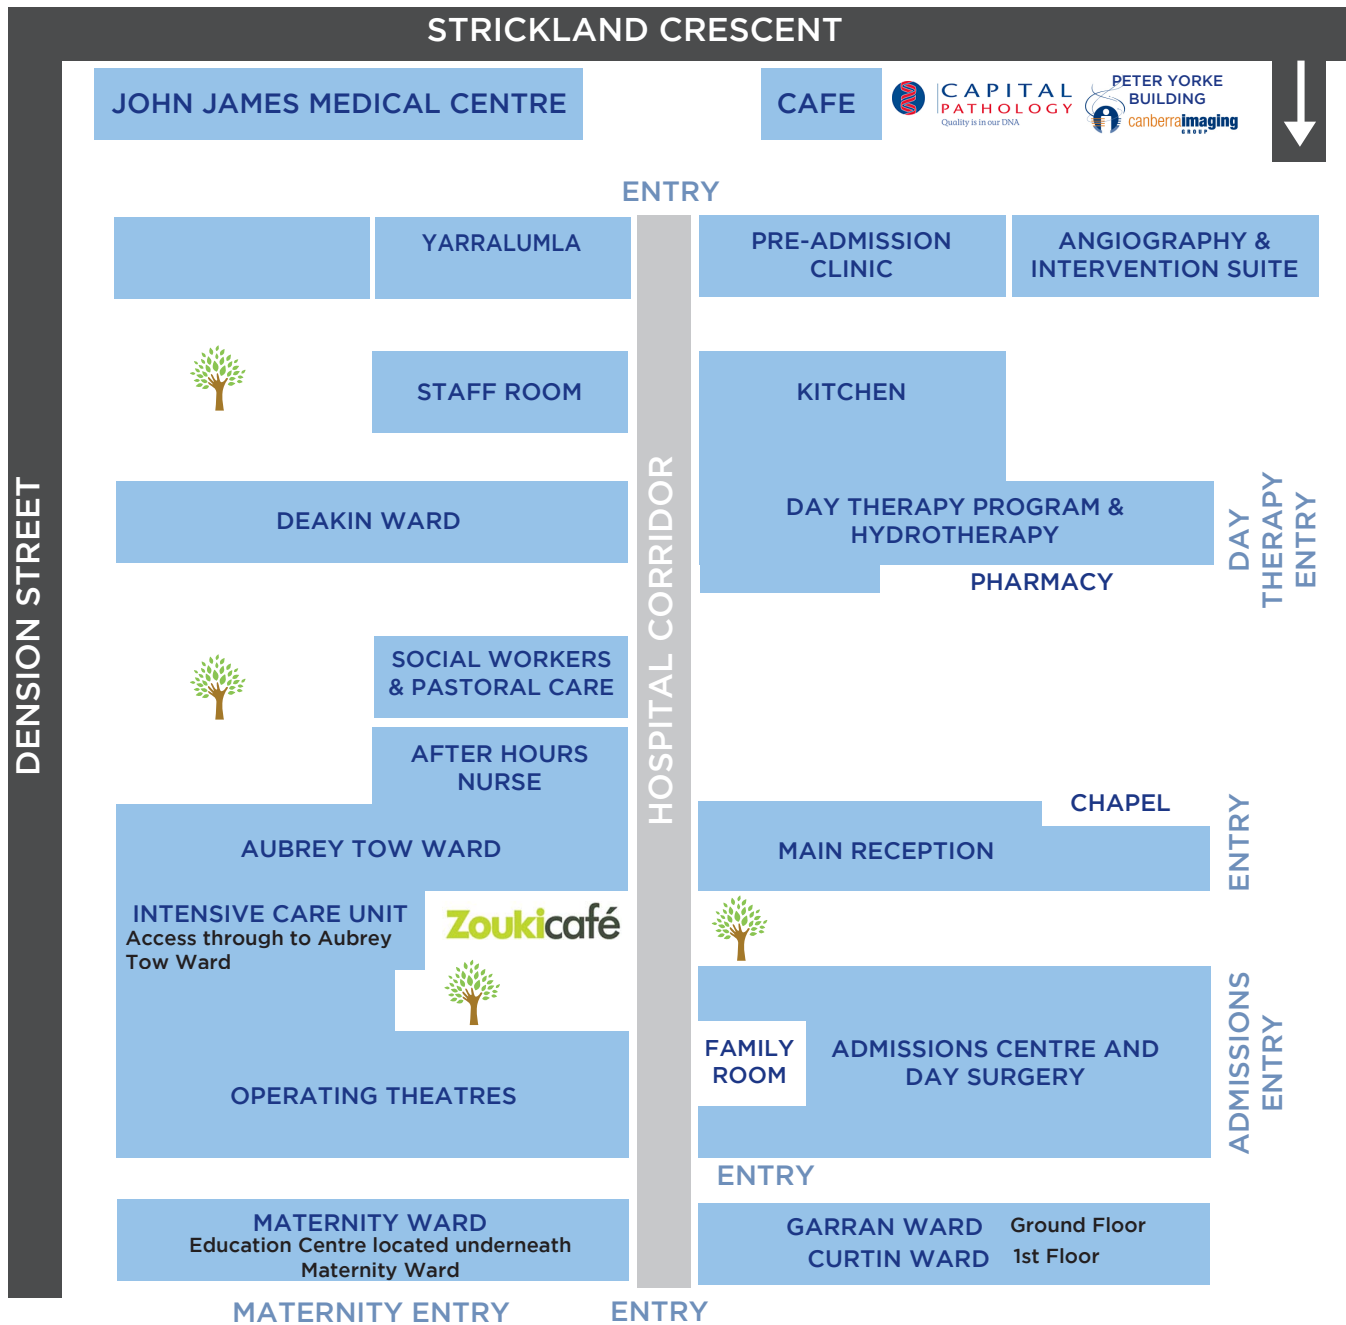 STRICKLAND CRESCENT
JOHN JAMES MEDICAL CENTRE
CAFE
CAPITAL
PATHOLOGY
Quality is in our DNA
PETER YORKE
BUILDING
canberraimaging
GROUP
ENTRY
YARRALUMLA
PRE-ADMISSION
CLINIC
ANGIOGRAPHY &
INTERVENTION SUITE
STAFF ROOM
KITCHEN
DENSION STREET
HOSPITAL CORRIDOR
DEAKIN WARD
DAY THERAPY PROGRAM &
HYDROTHERAPY
DAY
THERAPY
ENTRY
PHARMACY
SOCIAL WORKERS
& PASTORAL CARE
AFTER HOURS
NURSE
CHAPEL
ENTRY
AUBREY TOW WARD
MAIN RECEPTION
INTENSIVE CARE UNIT
Access through to Aubrey
Tow Ward
Zoukicafé
FAMILY
ROOM
ADMISSIONS CENTRE AND
DAY SURGERY
ADMISSIONS
ENTRY
OPERATING THEATRES
ENTRY
MATERNITY WARD
Education Centre located underneath
Maternity Ward
GARRAN WARD Ground Floor
CURTIN WARD 1st Floor
MATERNITY ENTRY
ENTRY